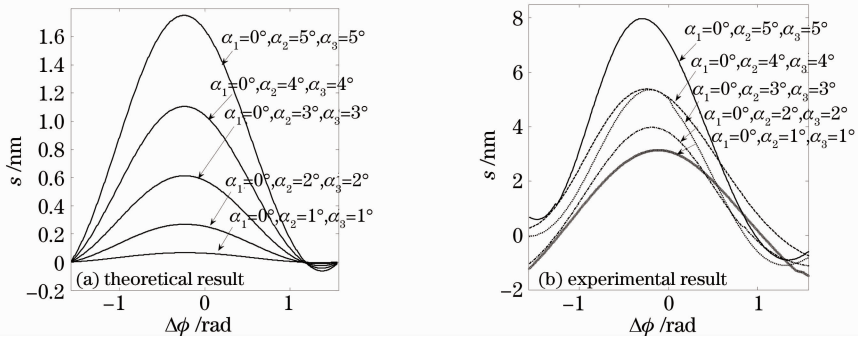 s/nm
1.6
1.4
1.2
1.0
0.8
0.6
0.4
0.2
0
−0.2
α₁=0°,α₂=5°,α₃=5°
α₁=0°,α₂=4°,α₃=4°
α₁=0°,α₂=3°,α₃=3°
α₁=0°,α₂=2°,α₃=2°
α₁=0°,α₂=1°,α₃=1°
(a) theoretical result
−1 0 1
Δϕ /rad
s/nm
8
6
4
2
0
−2
α₁=0°,α₂=5°,α₃=5°
α₁=0°,α₂=4°,α₃=4°
α₁=0°,α₂=3°,α₃=3°
α₁=0°,α₂=2°,α₃=2°
α₁=0°,α₂=1°,α₃=1°
(b) experimental result
−1 0 1
Δϕ /rad